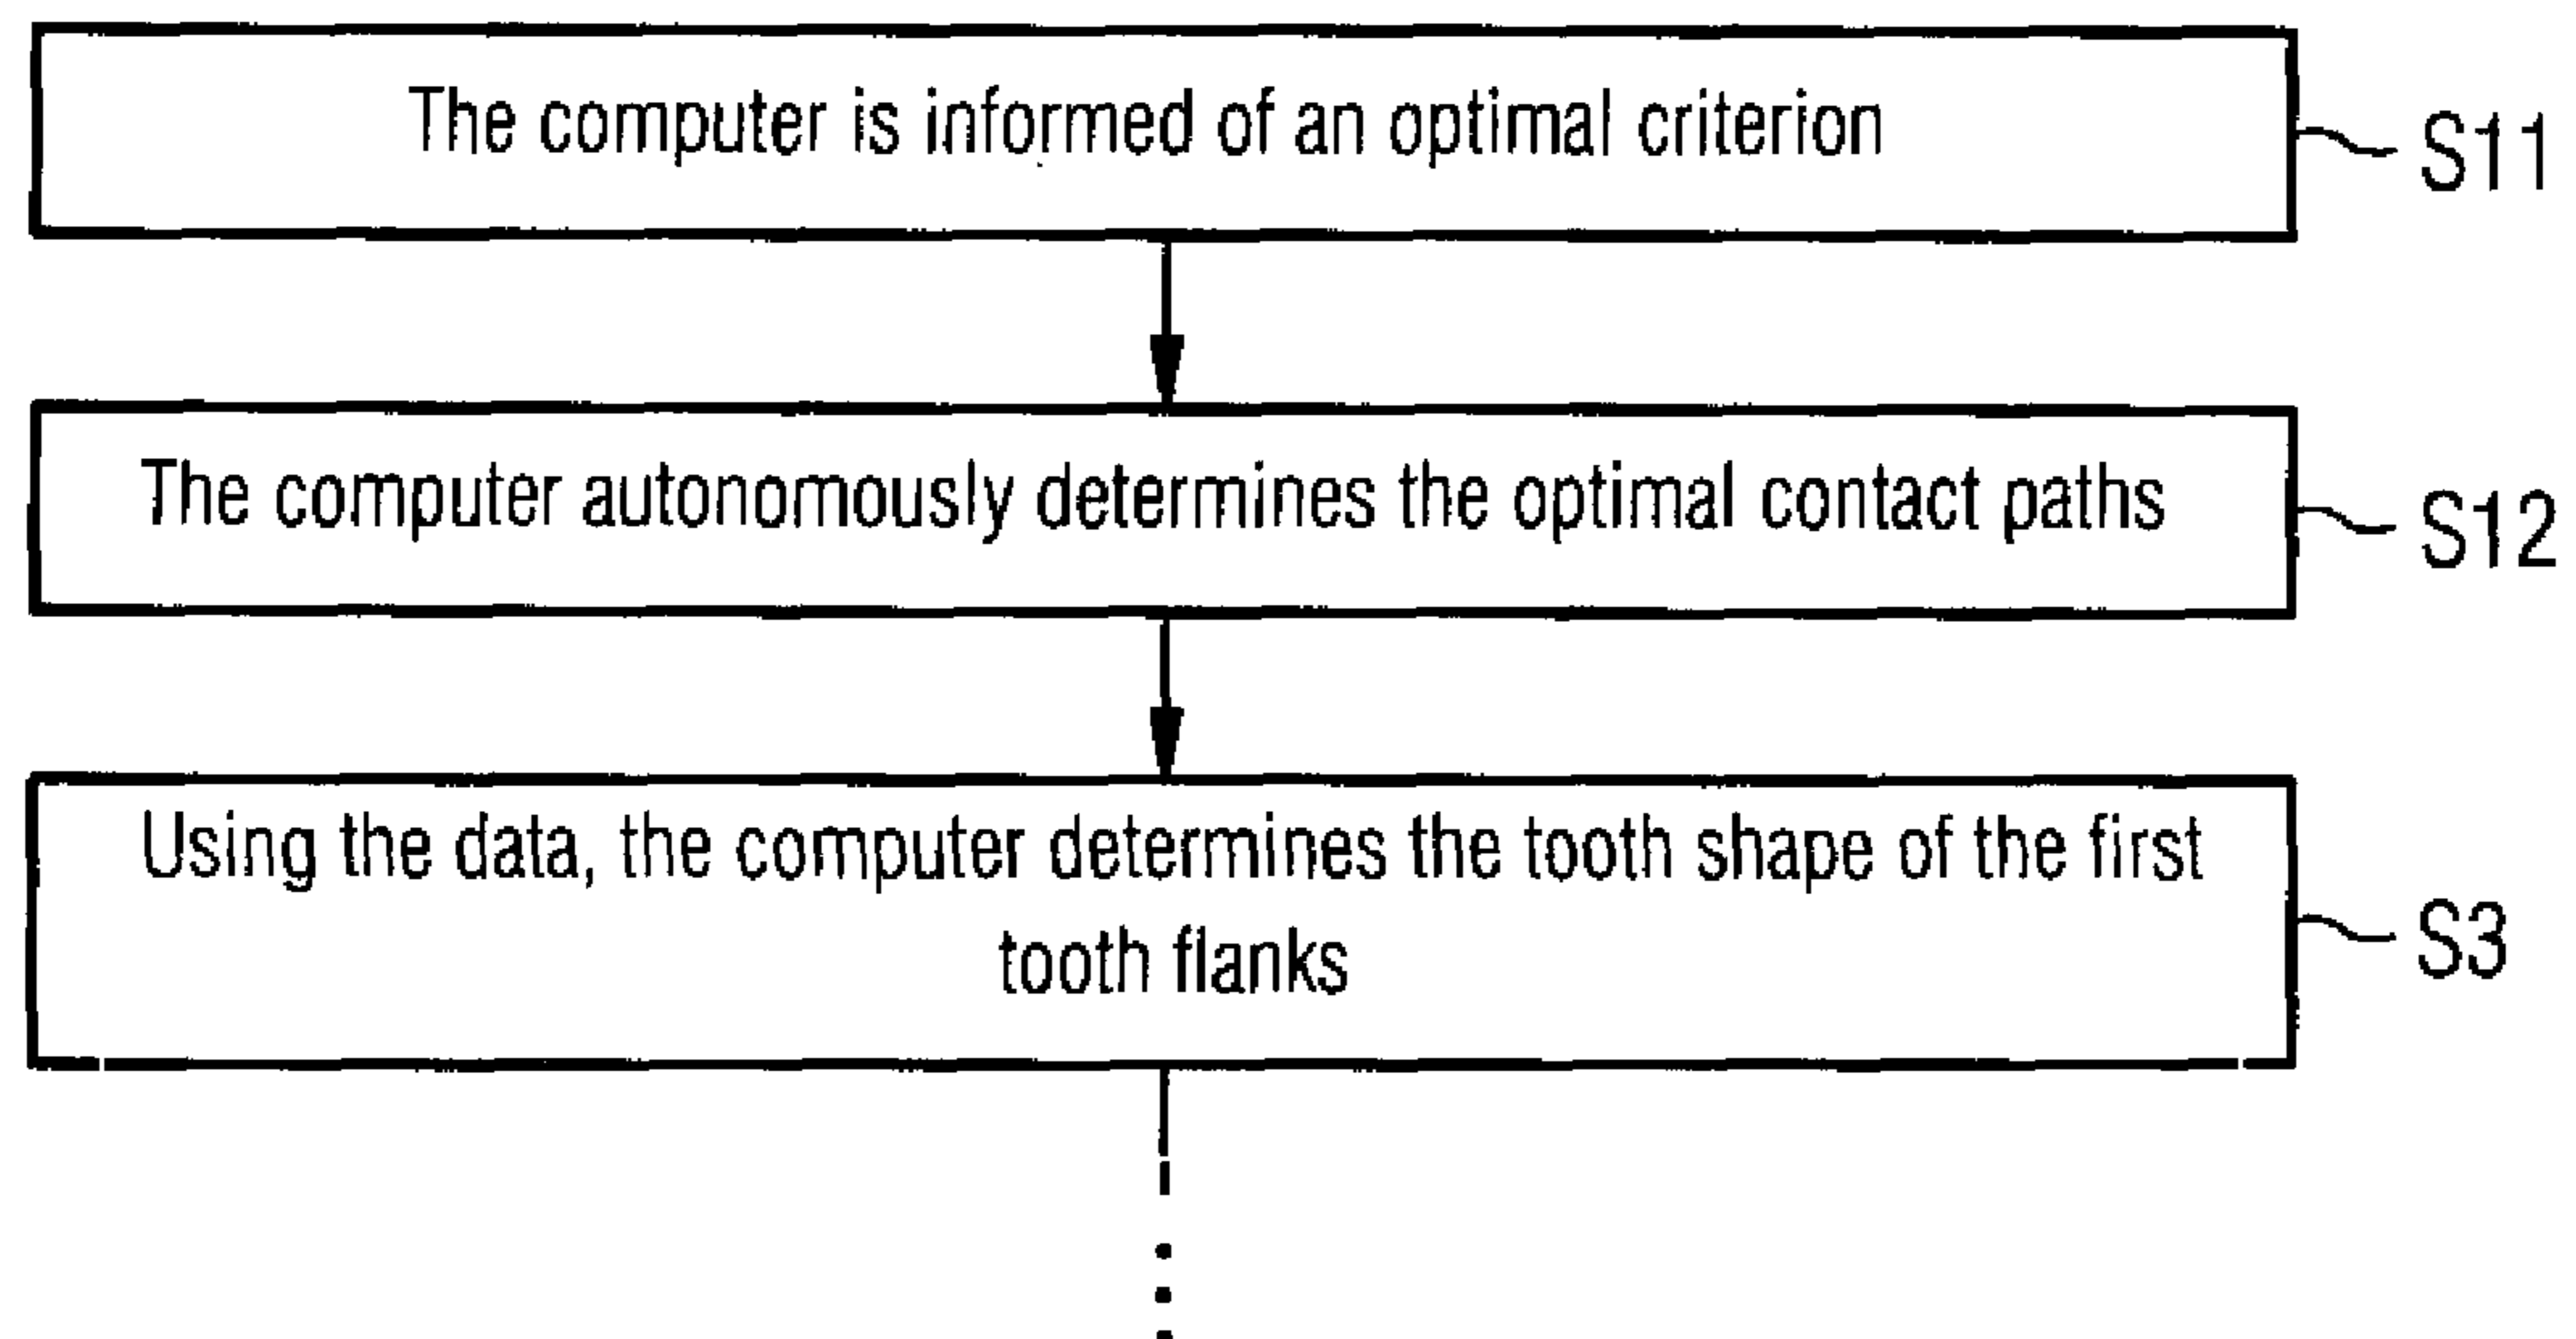 The computer is informed of an optimal criterion
S11
The computer autonomously determines the optimal contact paths
S12
Using the data, the computer determines the tooth shape of the first
tooth flanks
S3